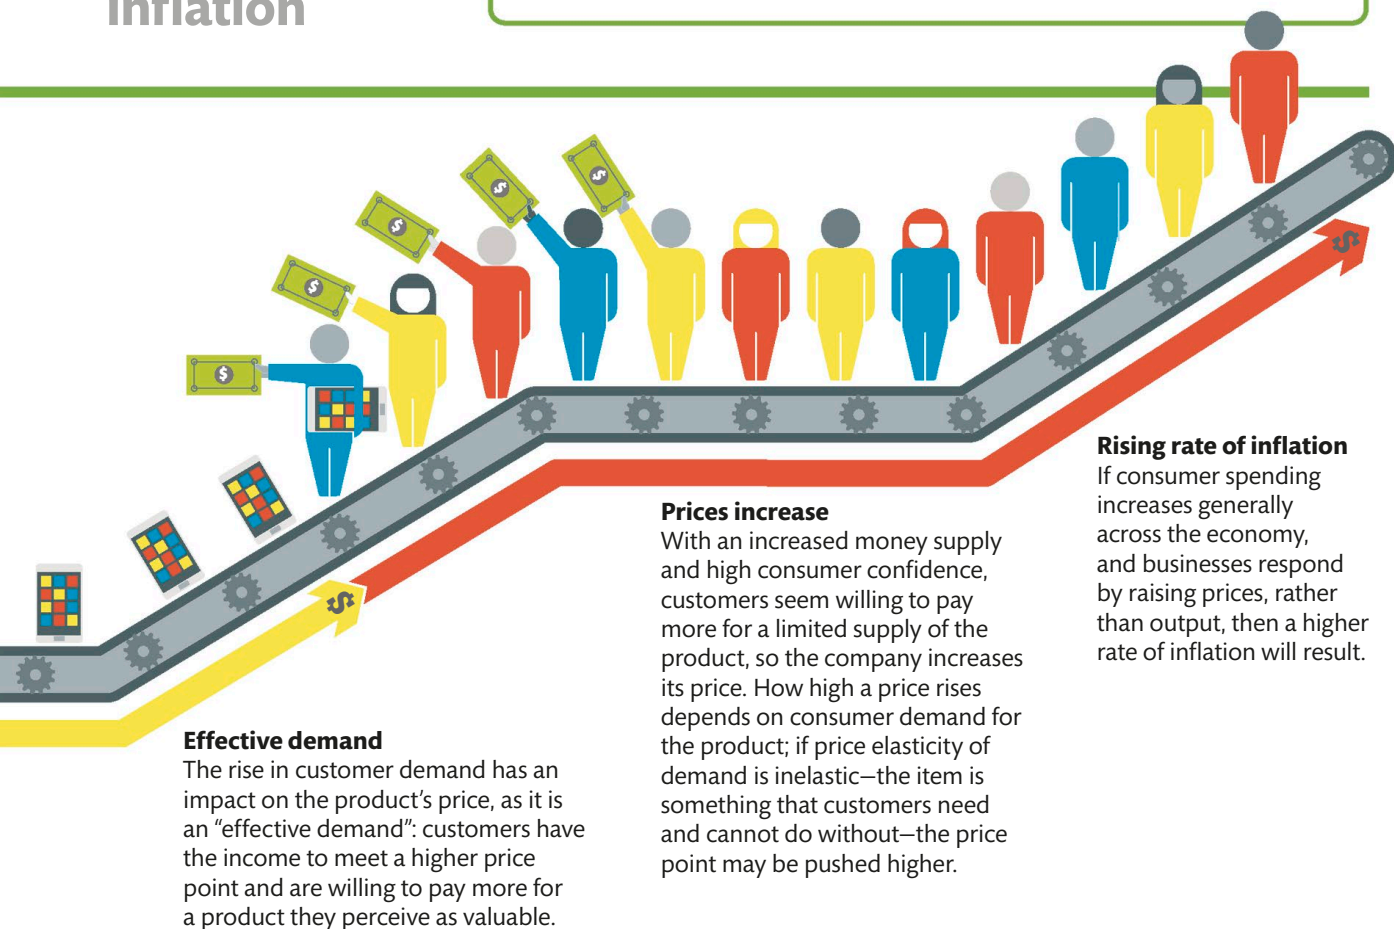 Inflation
$
$
$
$
$
$
$
Rising rate of inflation
If consumer spending
increases generally
across the economy,
and businesses respond
by raising prices, rather
than output, then a higher
rate of inflation will result.
Prices increase
With an increased money supply
and high consumer confidence,
customers seem willing to pay
more for a limited supply of the
product, so the company increases
its price. How high a price rises
depends on consumer demand for
the product; if price elasticity of
demand is inelastic—the item is
something that customers need
and cannot do without—the price
point may be pushed higher.
Effective demand
The rise in customer demand has an
impact on the product’s price, as it is
an “effective demand”: customers have
the income to meet a higher price
point and are willing to pay more for
a product they perceive as valuable.